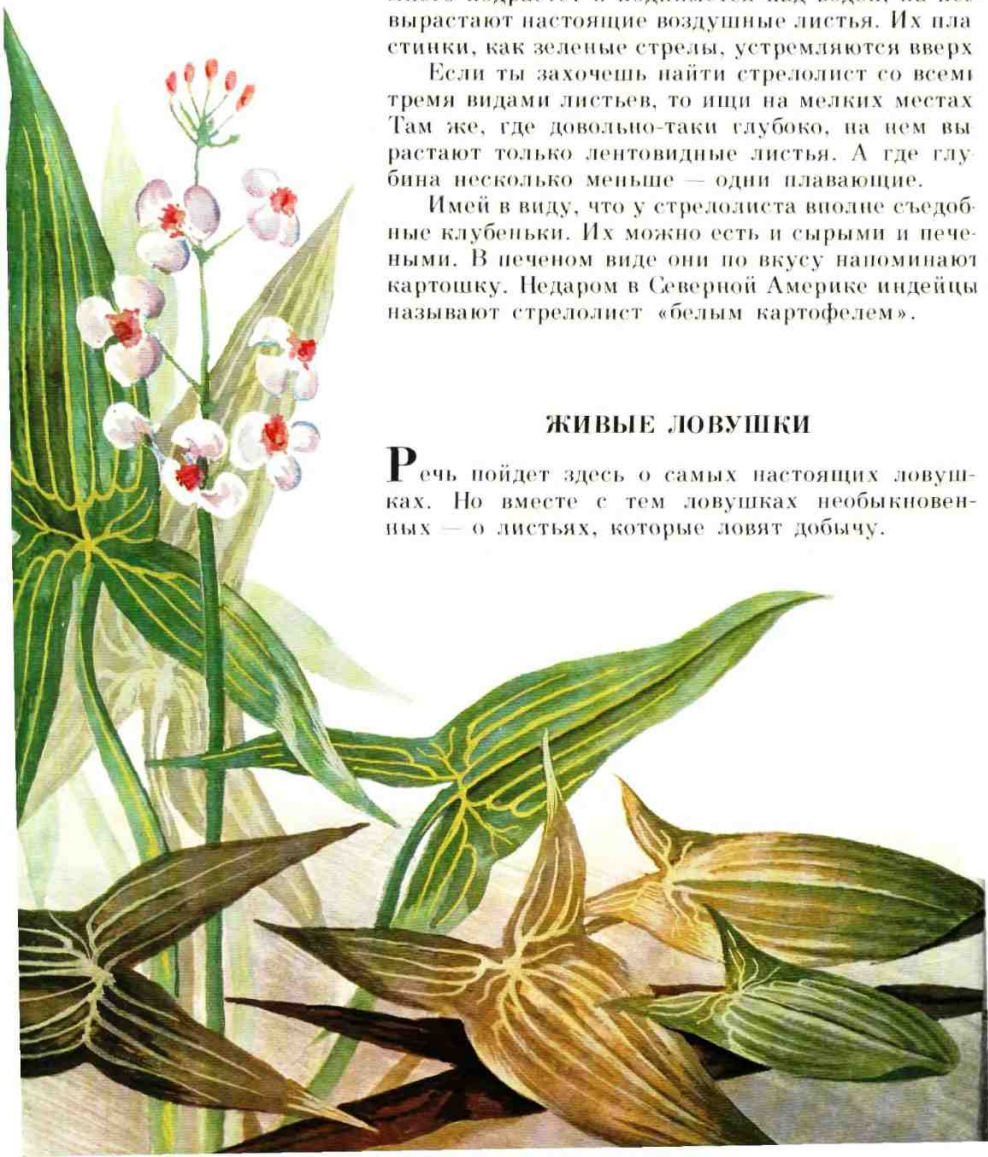 вырастают настоящие воздушные листья. Их пла
стинки, как зеленые стрелы, устремляются вверх
Если ты захочешь найти стрелолист со всеми
тремя видами листьев, то ищи на мелких местах
Там же, где довольно-таки глубоко, на нем вы
растают только лентовидные листья. А где глу
бина несколько меньше — одни плавающие.
Имей в виду, что у стрелолиста вполне съедоб-
ные клубеньки. Их можно есть и сырыми и пече-
ными. В печеном виде они по вкусу напоминают
картошку. Недаром в Северной Америке индейцы
называют стрелолист «белым картофелем».
ЖИВЫЕ ЛОВУШКИ
Речь пойдет здесь о самых настоящих ловуш-
ках. Но вместе с тем ловушках необыкновен-
ных — о листьях, которые ловят добычу.